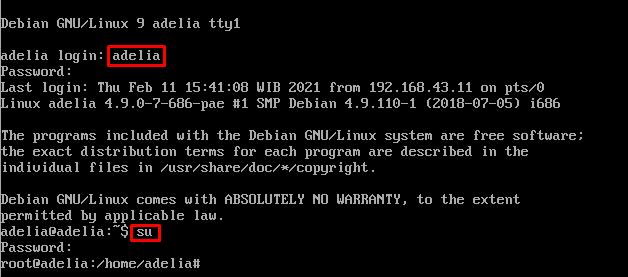 Debian GNU/Linux 9 adelia tty1
adelia login: adelia
Password:
Last login: Thu Feb 11 15:41:08 WIB 2021 from 192.168.43.11 on pts/0
Linux adelia 4.9.0-7-686-pae #1 SMP Debian 4.9.110-1 (2018-07-05) i686
The programs included with the Debian GNU/Linux system are free software;
the exact distribution terms for each program are described in the
individual files in /usr/share/doc/*/copyright.
Debian GNU/Linux comes with ABSOLUTELY NO WARRANTY, to the extent
permitted by applicable law.
adelia@adelia:~$ su
Password:
root@adelia:/home/adelia#